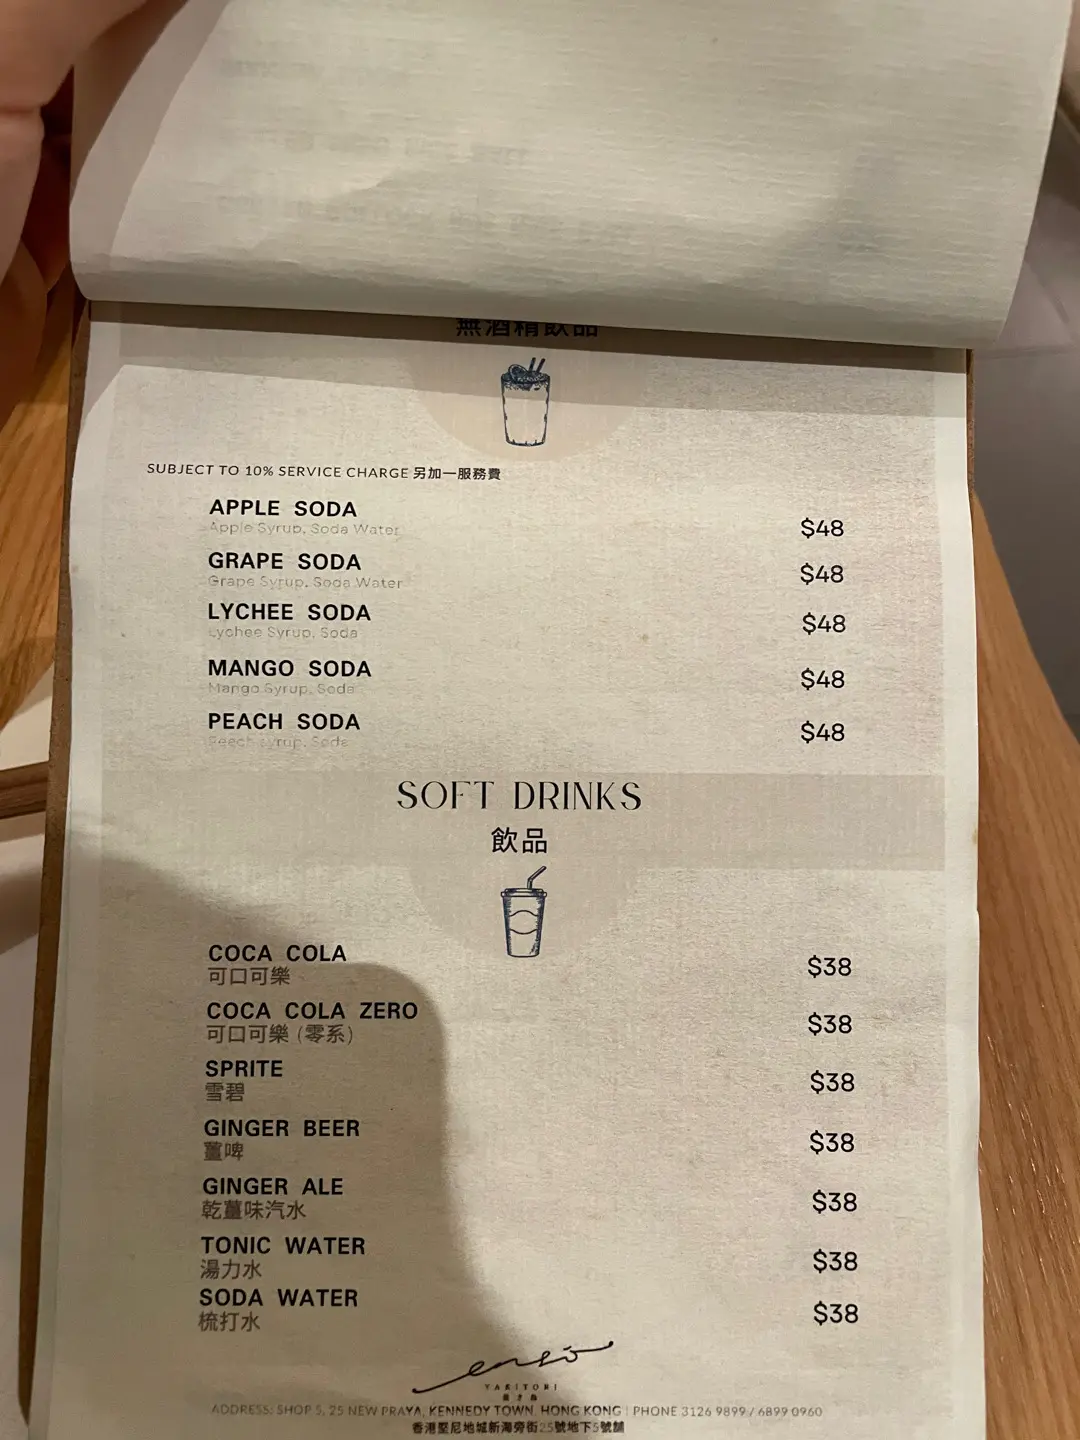 無酒精飲品
SUBJECT TO 10% SERVICE CHARGE 另加一服務費
APPLE SODA
Apple Syrup, Soda Water
$48
GRAPE SODA
Grape Syrup, Soda Water
$48
LYCHEE SODA
Lychee Syrup, Soda
$48
MANGO SODA
Mango Syrup, Soda
$48
PEACH SODA
Peech syrup, Soda
$48
SOFT DRINKS
飲品
COCA COLA
可口可樂
$38
COCA COLA ZERO
可口可樂 (零系)
$38
SPRITE
雪碧
$38
GINGER BEER
薑啤
$38
GINGER ALE
乾薑味汽水
$38
TONIC WATER
湯力水
$38
SODA WATER
梳打水
$38
ensō
YAKITORI
ADDRESS: SHOP 5, 25 NEW PRAYA, KENNEDY TOWN, HONG KONG | PHONE 3126 9899 / 6899 0960
香港堅尼地城新海旁街25號地下5號舖